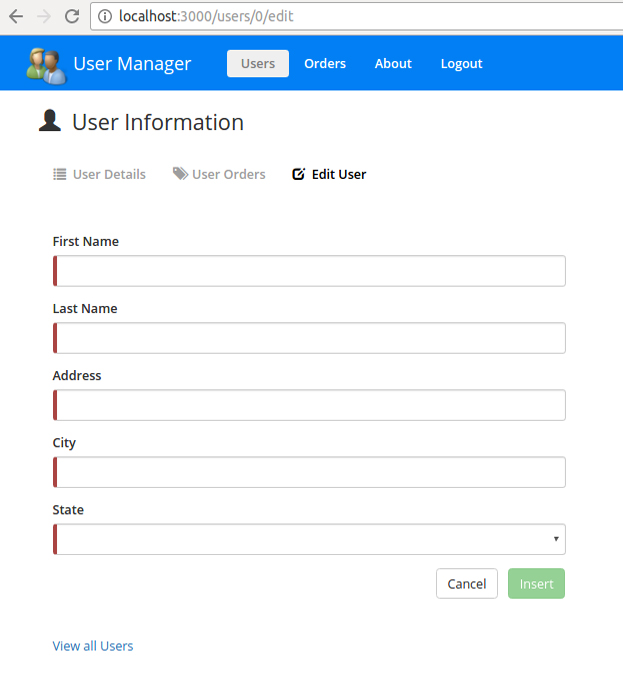 localhost:3000/users/0/edit
User Manager Users Orders About Logout
User Information
User Details User Orders Edit User
First Name
Last Name
Address
City
State
Cancel Insert
View all Users